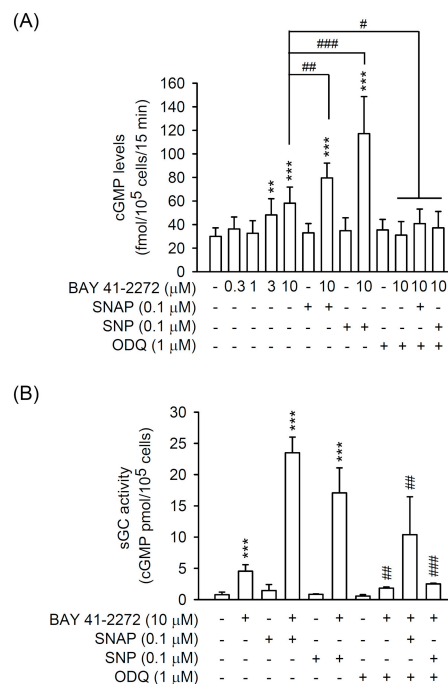 (A)
#
###
##
160
140
120
100
80
60
40
20
0
cGMP levels
(fmol/10⁵ cells/15 min)
** *** *** ***
BAY 41-2272 (μM) - 0.3 1 3 10 - 10 - 10 - 10 10 10
SNAP (0.1 μM) - - - - - + + - - - - + -
SNP (0.1 μM) - - - - - - - + + - - - +
ODQ (1 μM) - - - - - - - - - + + + +
(B)
30
25
20
15
10
5
0
sGC activity
(cGMP pmol/10⁵ cells)
*** *** *** ## ## ###
BAY 41-2272 (10 μM) - + - + - + - + + +
SNAP (0.1 μM) - - + + - - - - + -
SNP (0.1 μM) - - - - + + - - - +
ODQ (1 μM) - - - - - - + + + +